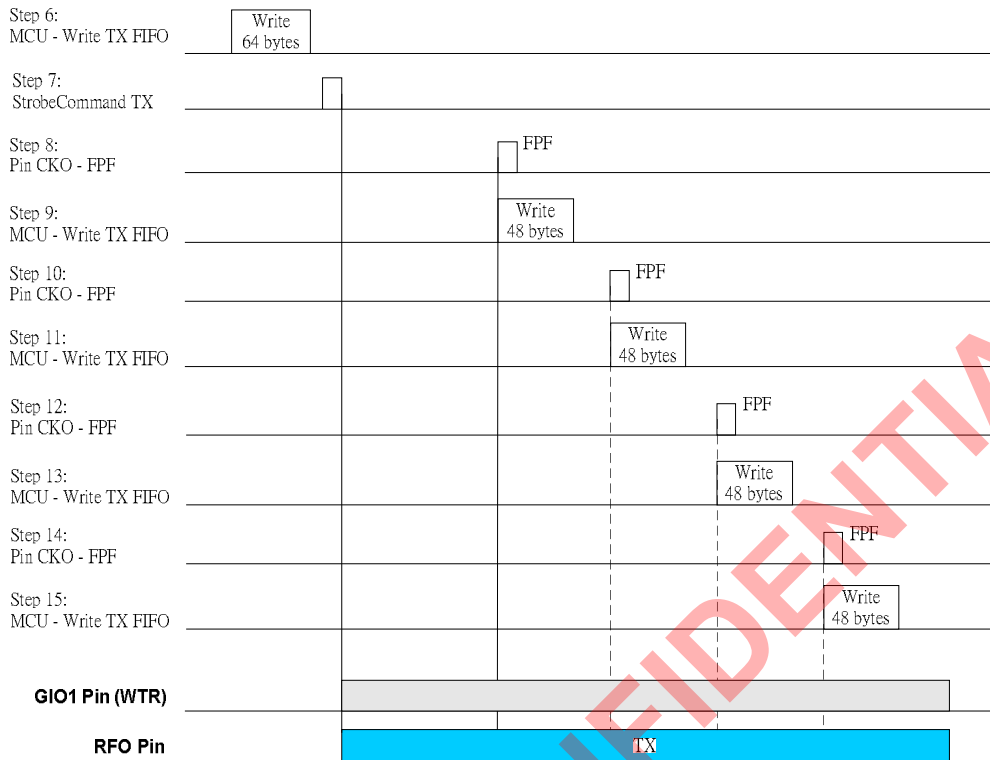 Step 6:
MCU - Write TX FIFO
Write
64 bytes
Step 7:
StrobeCommand TX
Step 8:
Pin CKO - FPF
FPF
Step 9:
MCU - Write TX FIFO
Write
48 bytes
Step 10:
Pin CKO - FPF
FPF
Step 11:
MCU - Write TX FIFO
Write
48 bytes
Step 12:
Pin CKO - FPF
FPF
Step 13:
MCU - Write TX FIFO
Write
48 bytes
Step 14:
Pin CKO - FPF
FPF
Step 15:
MCU - Write TX FIFO
Write
48 bytes
GIO1 Pin (WTR)
RFO Pin
TX
FIDENTIA